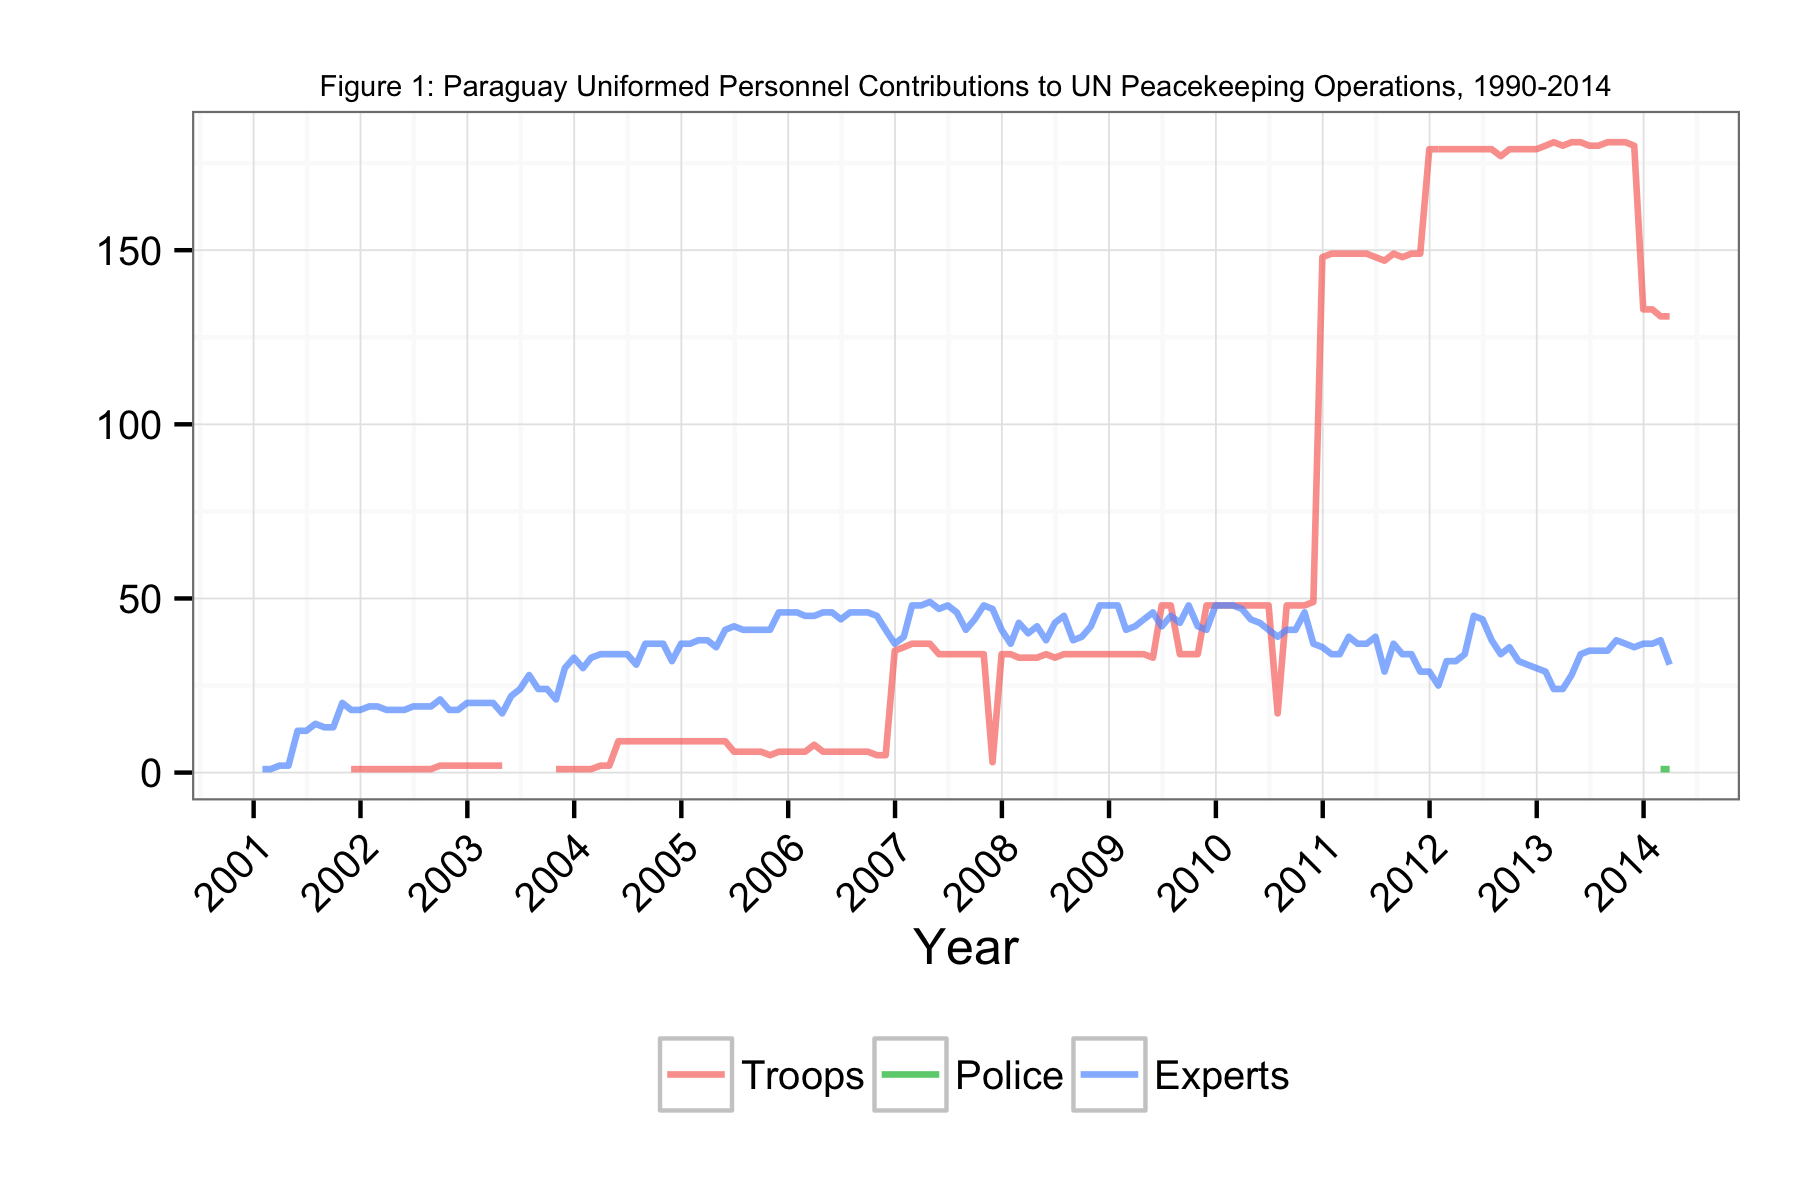 Figure 1: Paraguay Uniformed Personnel Contributions to UN Peacekeeping Operations, 1990-2014
150
100
50
0
2001 2002 2003 2004 2005 2006 2007 2008 2009 2010 2011 2012 2013 2014
Year
Troops Police Experts